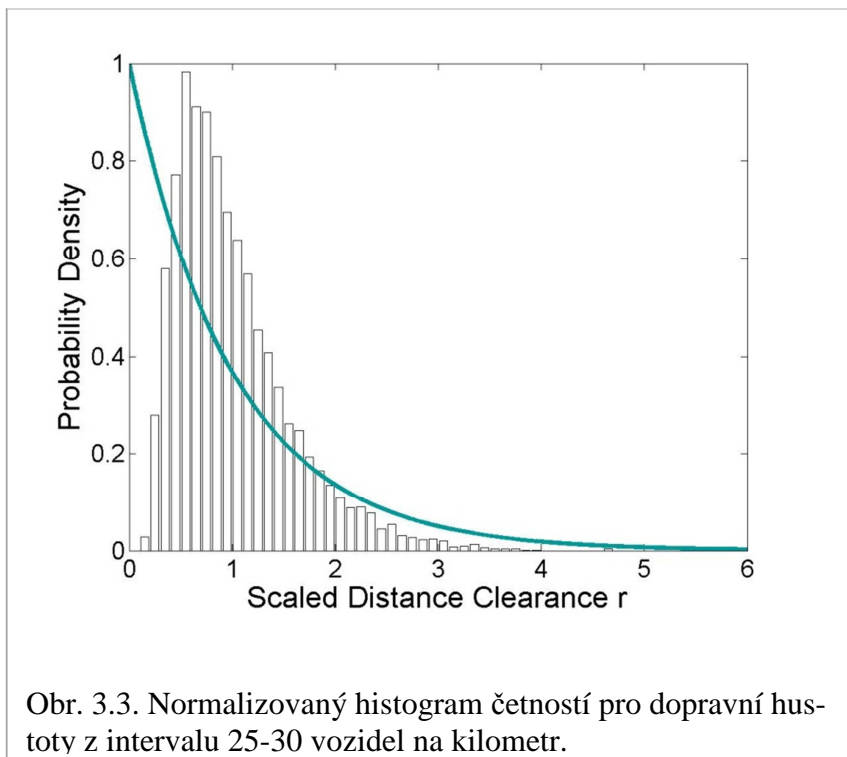 1
0.8
0.6
0.4
0.2
0
Probability Density
0 1 2 3 4 5 6
Scaled Distance Clearance r
Obr. 3.3. Normalizovaný histogram četností pro dopravní hus-
toty z intervalu 25-30 vozidel na kilometr.